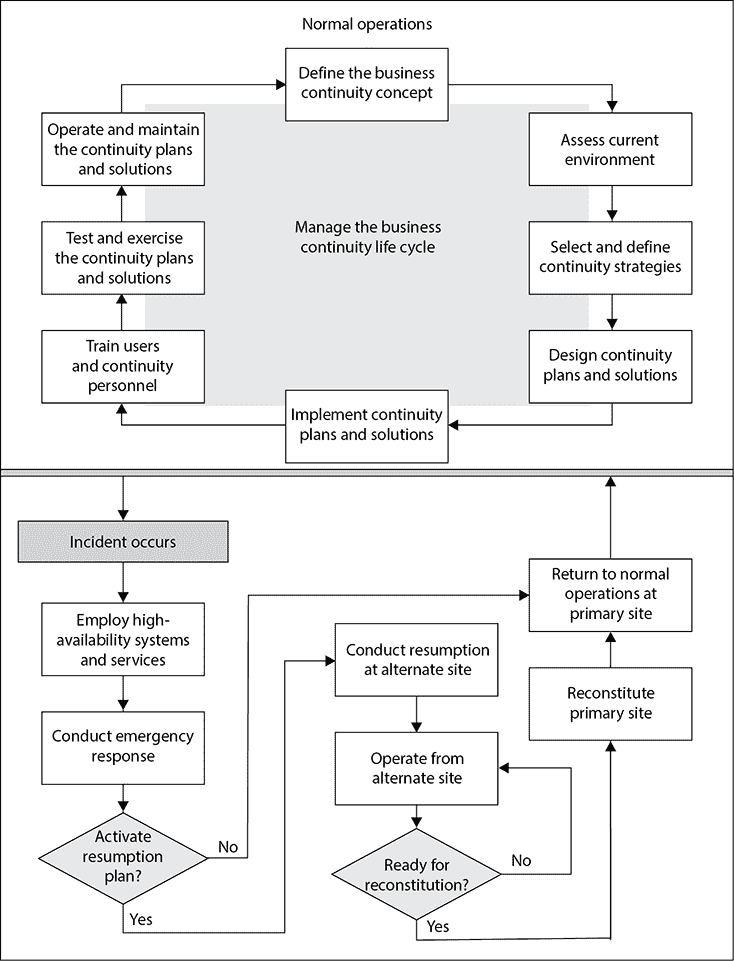 Normal operations
Define the business
continuity concept
Operate and maintain
the continuity plans
and solutions
Assess current
environment
Manage the business
continuity life cycle
Test and exercise
the continuity plans
and solutions
Select and define
continuity strategies
Train users
and continuity
personnel
Design continuity
plans and solutions
Implement continuity
plans and solutions
Incident occurs
Employ high-
availability systems
and services
Conduct emergency
response
Activate
resumption
plan?
No
Yes
Conduct resumption
at alternate site
Operate from
alternate site
Ready for
reconstitution?
No
Yes
Return to normal
operations at
primary site
Reconstitute
primary site